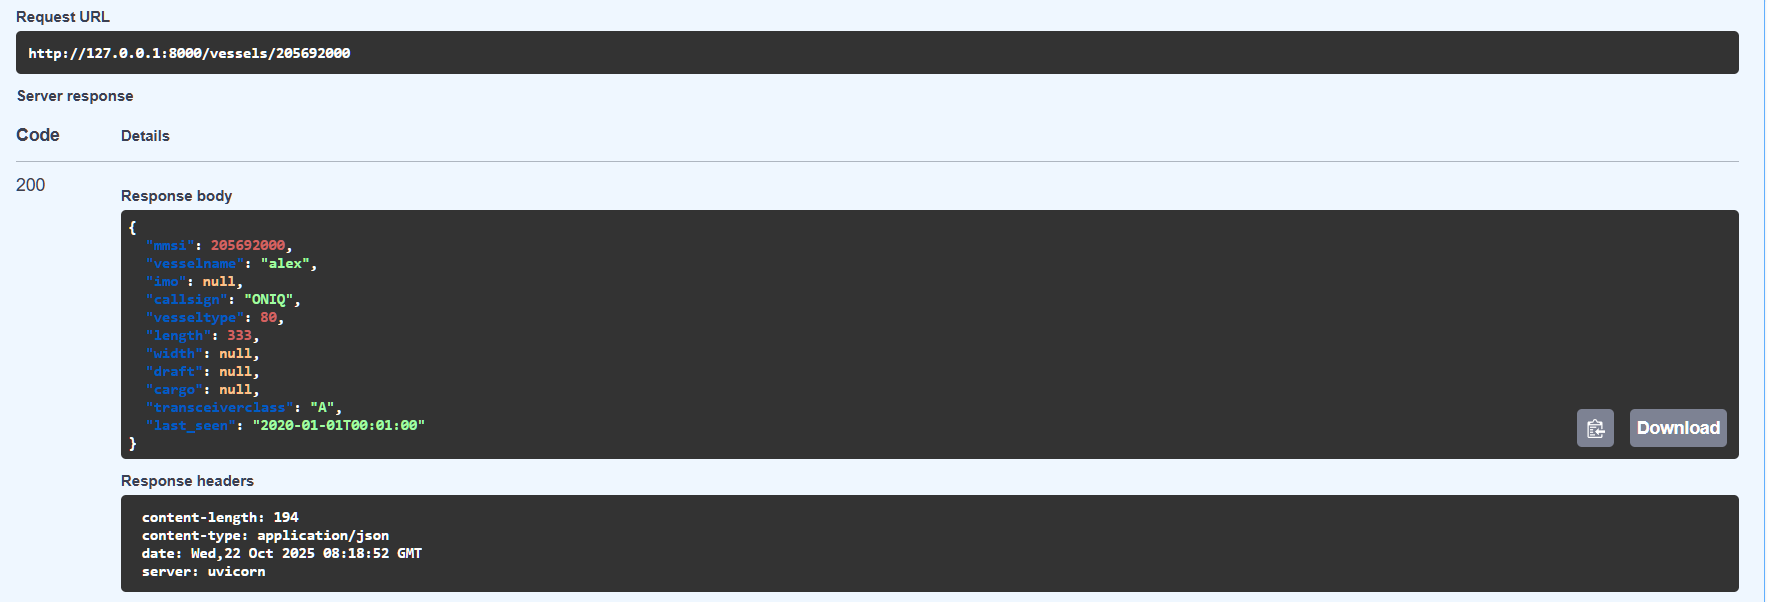 Request URL
http://127.0.0.1:8000/vessels/205692000
Server response
Code Details
200
Response body
{
"mmsi": 205692000,
"vesselname": "alex",
"imo": null,
"callsign": "ONIQ",
"vesseltype": 80,
"length": 333,
"width": null,
"draft": null,
"cargo": null,
"transceiverclass": "A",
"last_seen": "2020-01-01T00:01:00"
}
Download
Response headers
content-length: 194
content-type: application/json
date: Wed,22 Oct 2025 08:18:52 GMT
server: uvicorn